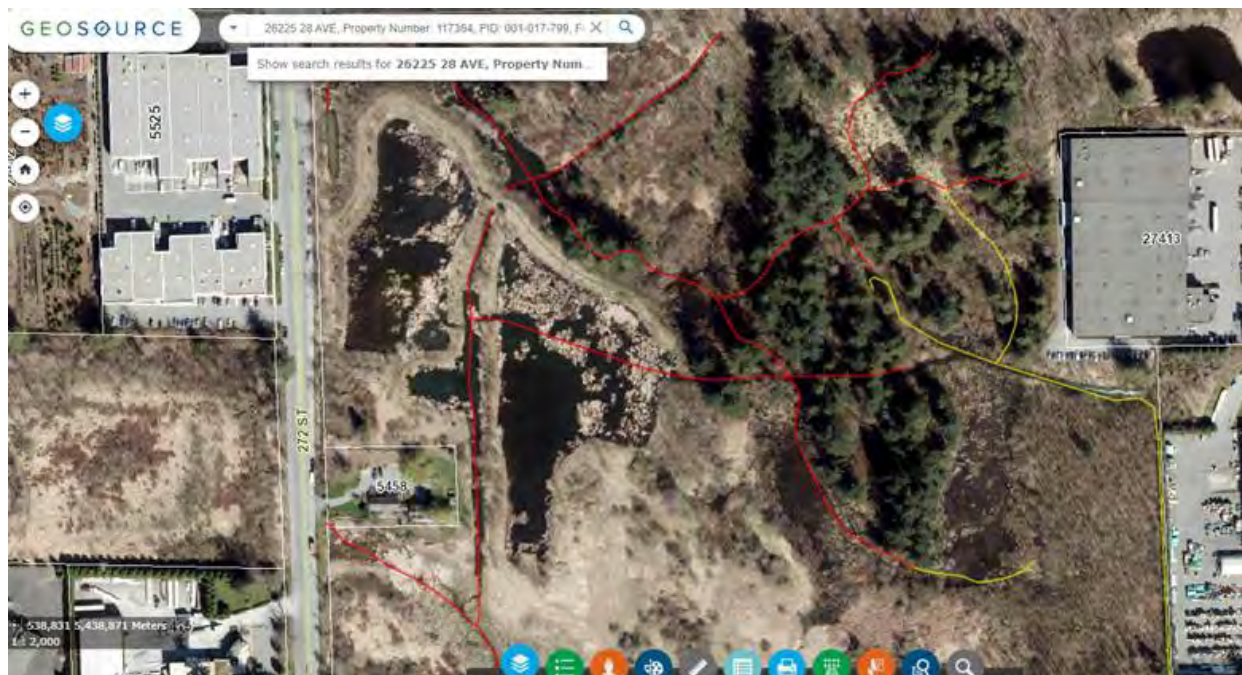 GEOSOURCE
26225 28 AVE, Property Number: 117364, PID: 001-017-799, F
Show search results for 26225 28 AVE, Property Num...
5525
27413
272 ST
5458
538,831 5,438,871 Meters
1 : 2,000